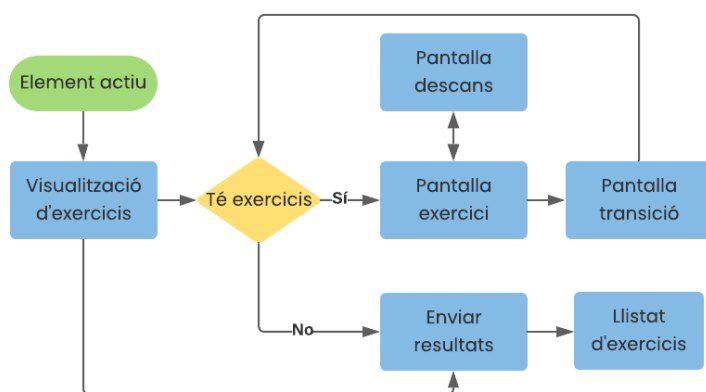 Element actiu
Pantalla
descans
Visualització
d'exercicis
Té exercicis
Sí
Pantalla
exercici
Pantalla
transició
No
Enviar
resultats
Llistat
d'exercicis